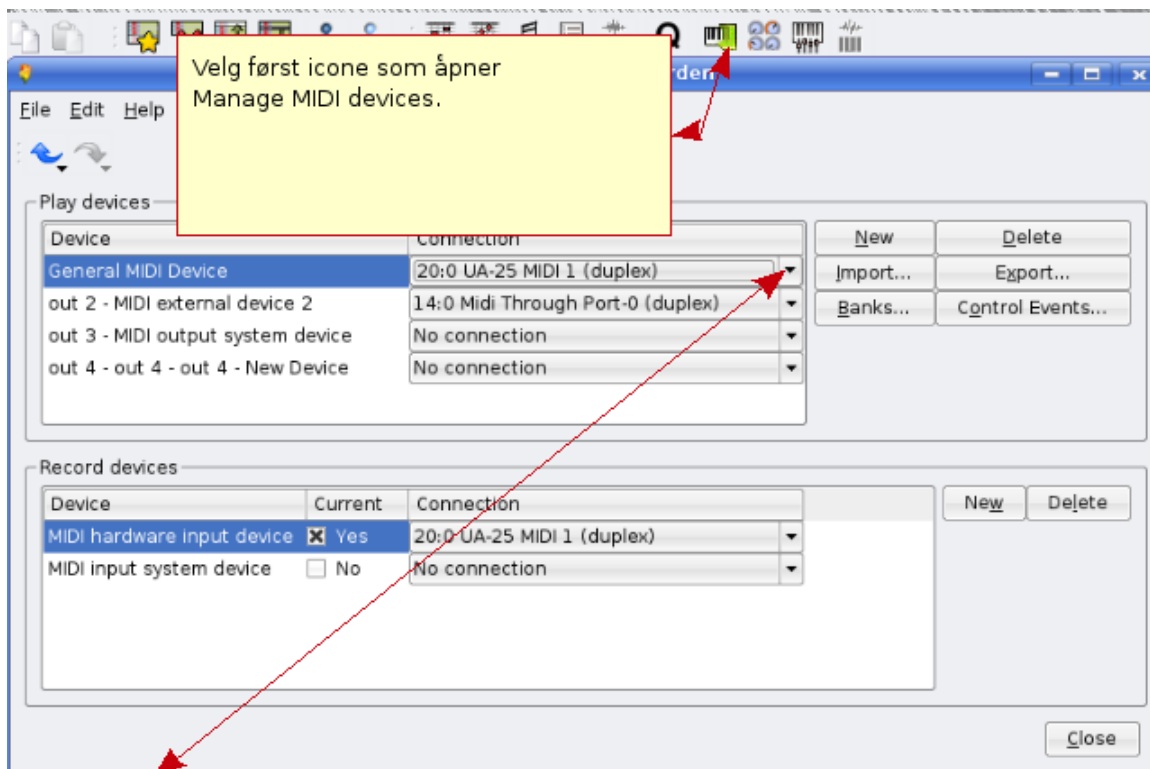 Velg først icone som åpner
Manage MIDI devices.
File Edit Help
Play devices
Device Connection
General MIDI Device 20:0 UA-25 MIDI 1 (duplex)
out 2 - MIDI external device 2 14:0 Midi Through Port-0 (duplex)
out 3 - MIDI output system device No connection
out 4 - out 4 - out 4 - New Device No connection
New Delete
Import... Export...
Banks... Control Events...
Record devices
Device Current Connection
MIDI hardware input device Yes 20:0 UA-25 MIDI 1 (duplex)
MIDI input system device No No connection
New Delete
Close